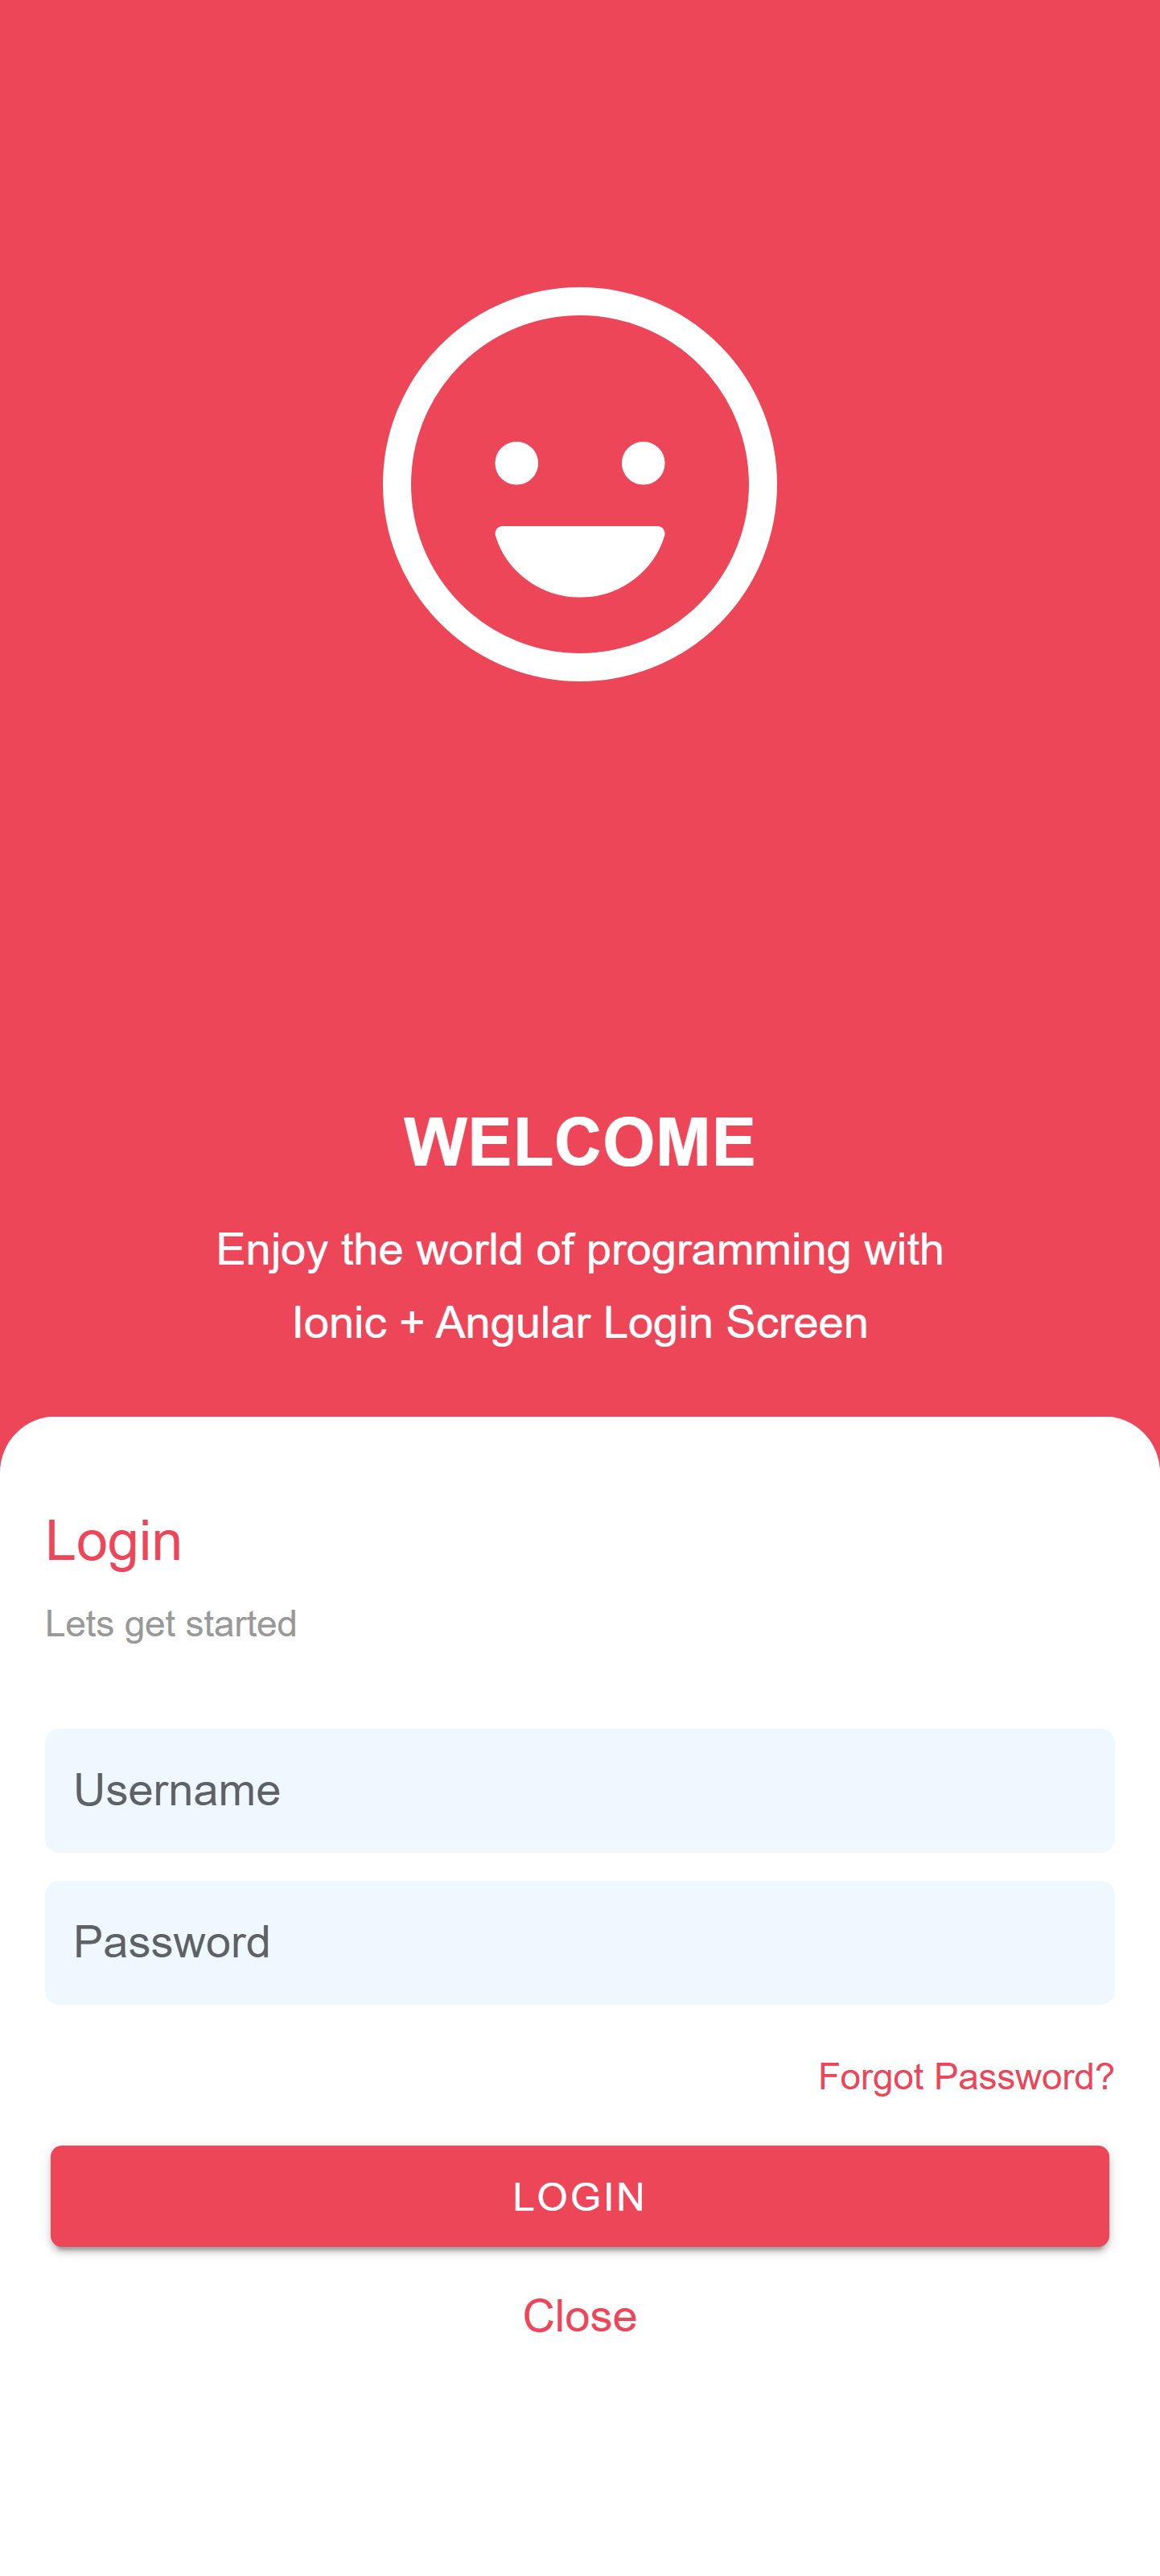 WELCOME
Enjoy the world of programming with
Ionic + Angular Login Screen
Login
Lets get started
Username
Password
Forgot Password?
LOGIN
Close